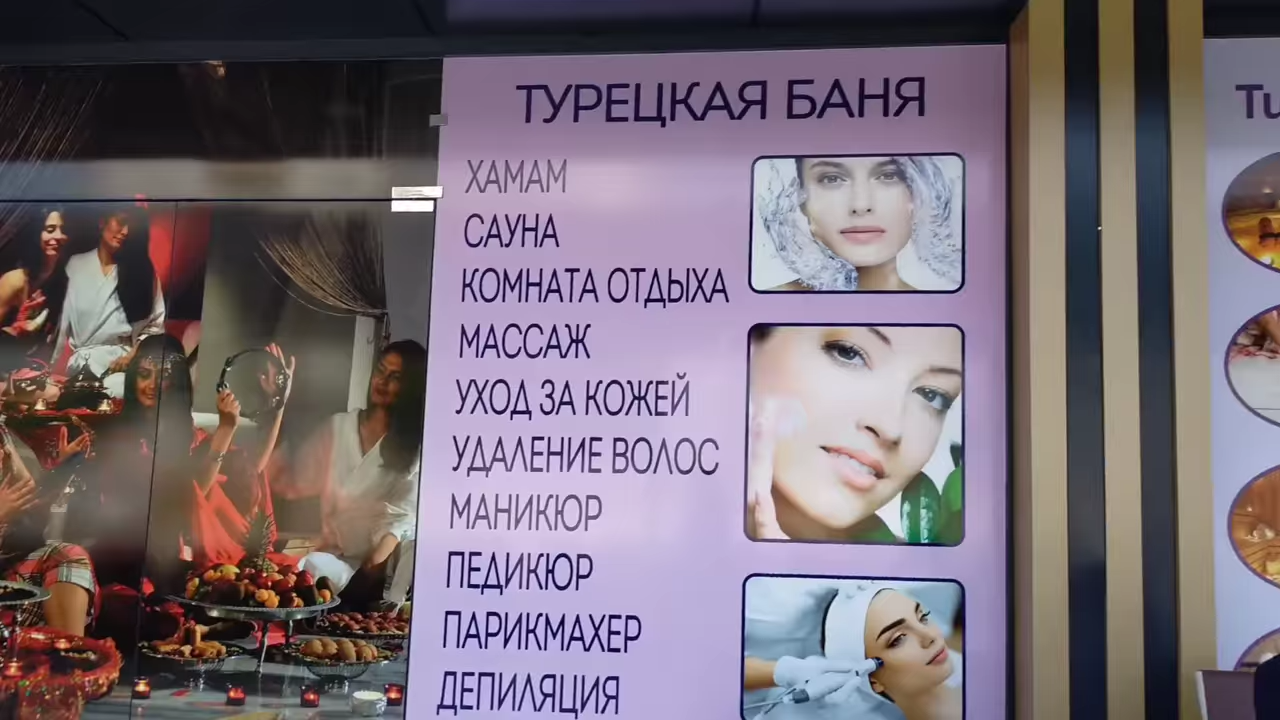 ТУРЕЦКАЯ БАНЯ
ХАМАМ
САУНА
КОМНАТА ОТДЫХА
МАССАЖ
УХОД ЗА КОЖЕЙ
УДАЛЕНИЕ ВОЛОС
МАНИКЮР
ПЕДИКЮР
ПАРИКМАХЕР
ДЕПИЛЯЦИЯ